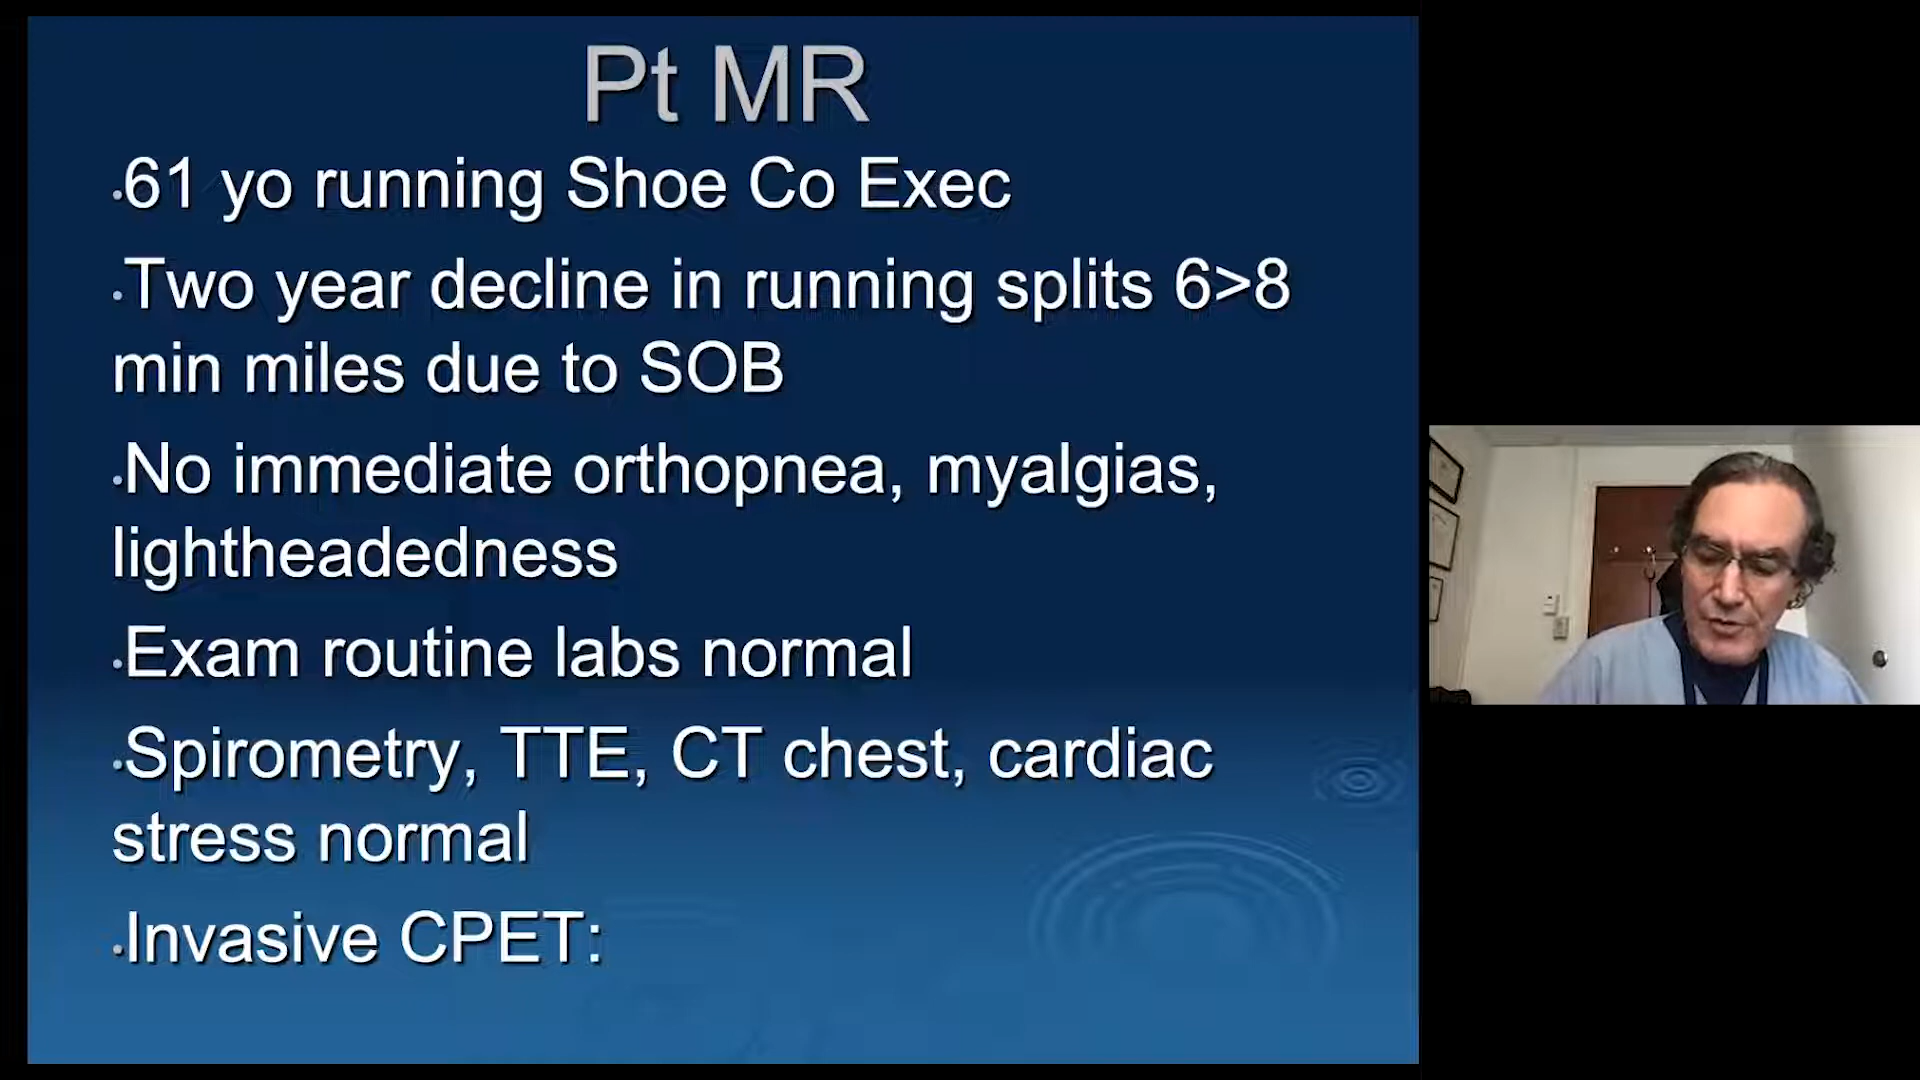 Pt MR
•61 yo running Shoe Co Exec
•Two year decline in running splits 6>8
min miles due to SOB
•No immediate orthopnea, myalgias,
lightheadedness
•Exam routine labs normal
•Spirometry, TTE, CT chest, cardiac
stress normal
•Invasive CPET: